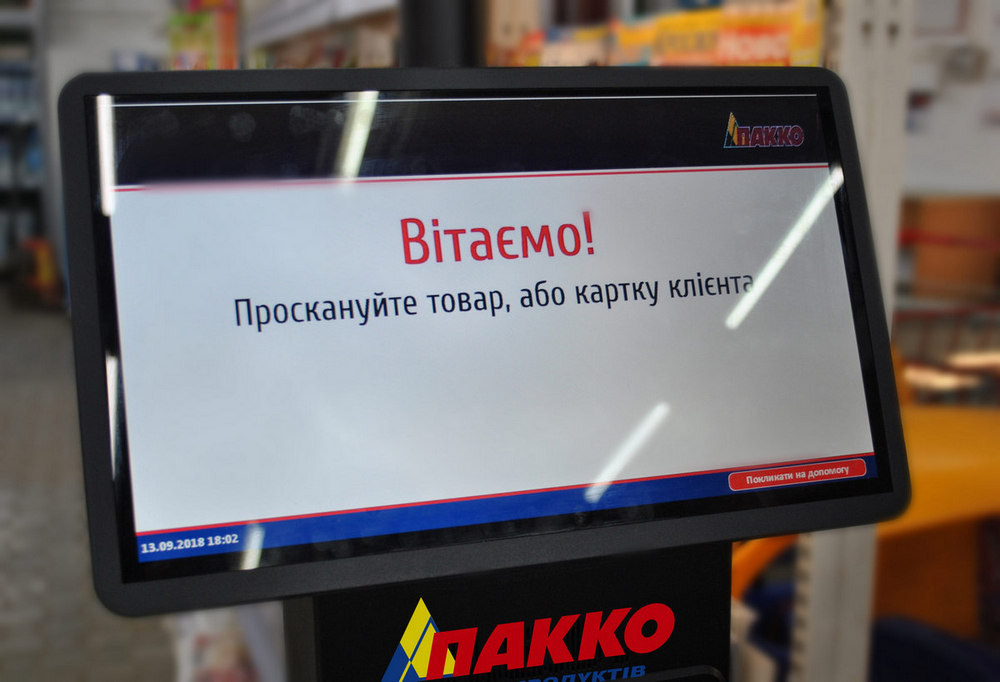 ПАККО
Вітаємо!
Проскануйте товар, або картку клієнта
Покликати на допомогу
13.09.2018 18:02
ПАККО